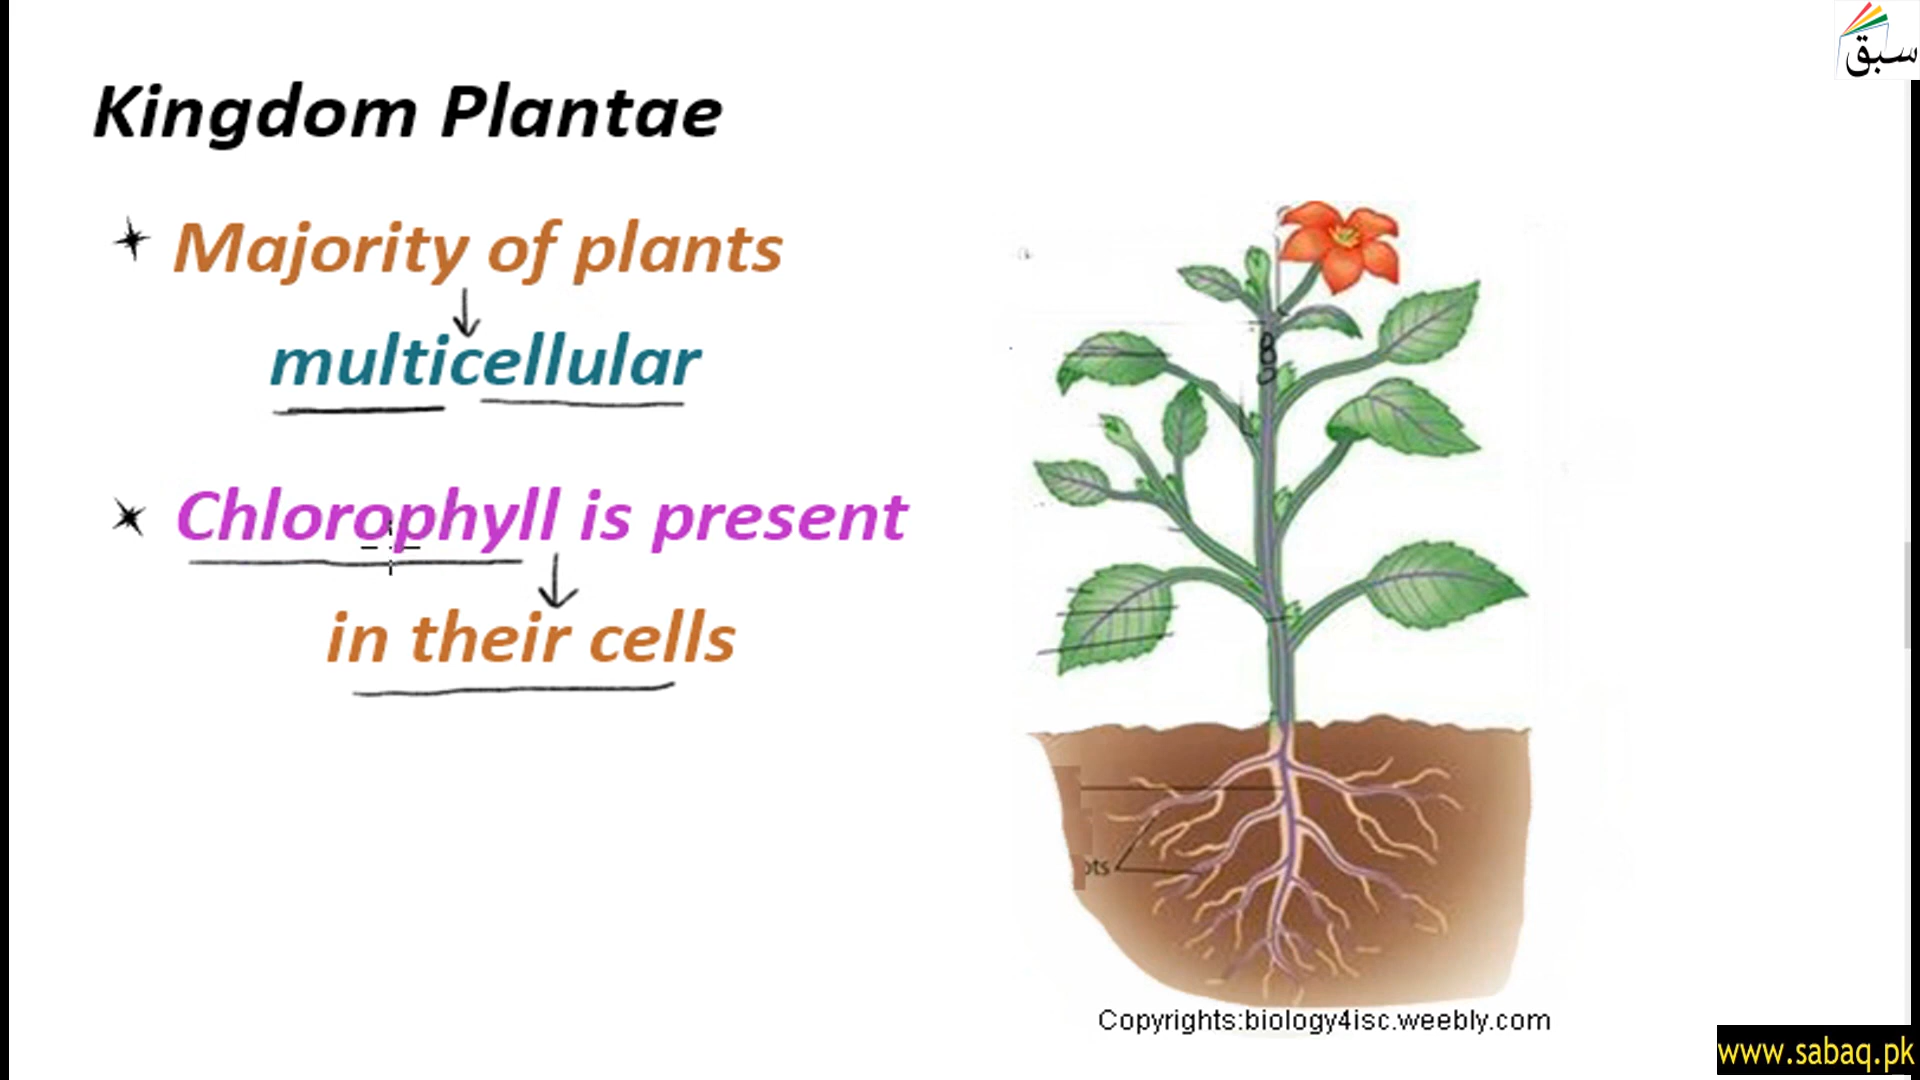 سبق
Kingdom Plantae
Majority of plants
multicellular
Chlorophyll is present
in their cells
Copyrights:biology4isc.weebly.com
www.sabaq.pk